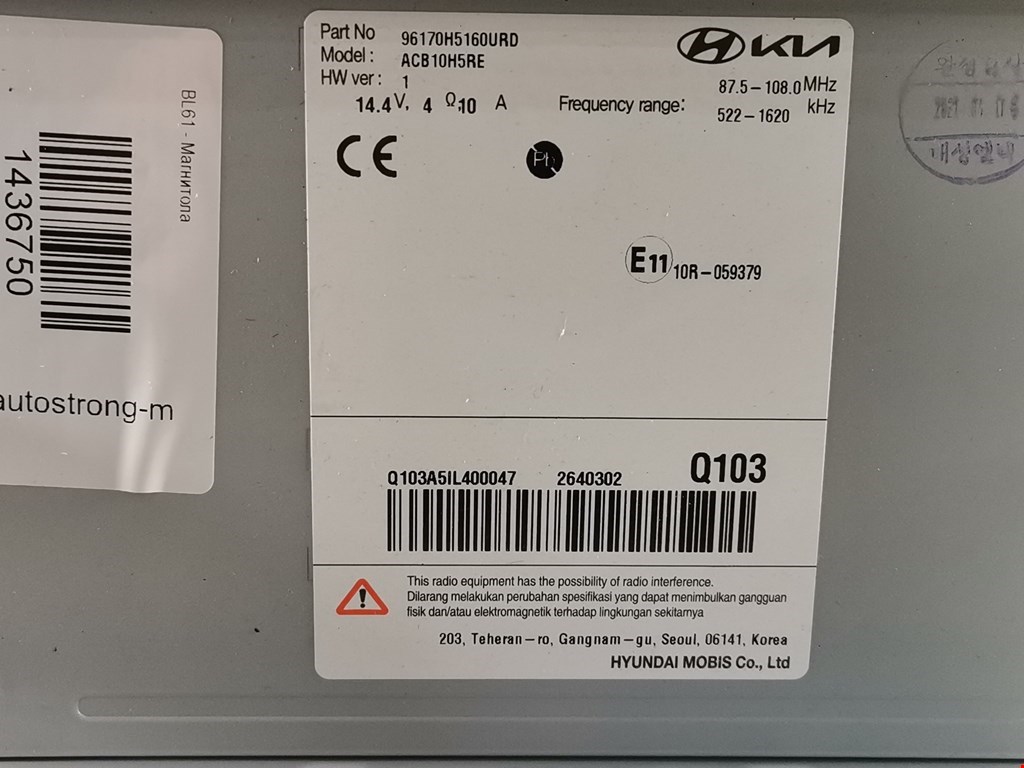 BL61 - Магнитола
1436750
autostrong-m
Part No 96170H5160URD
Model : ACB10H5RE
HW ver : 1
14.4V, 4 Ω,10 A
KIA
Frequency range: 87.5-108.0MHz
522-1620 kHz
CE
Pb
E11 10R-059379
Q103A5IL400047 2640302 Q103
This radio equipment has the possibility of radio interference.
Dilarang melakukan perubahan spesifikasi yang dapat menimbulkan gangguan
fisik dan/atau elektromagnetik terhadap lingkungan sekitarnya
203, Teheran-ro, Gangnam-gu, Seoul, 06141, Korea
HYUNDAI MOBIS Co., Ltd